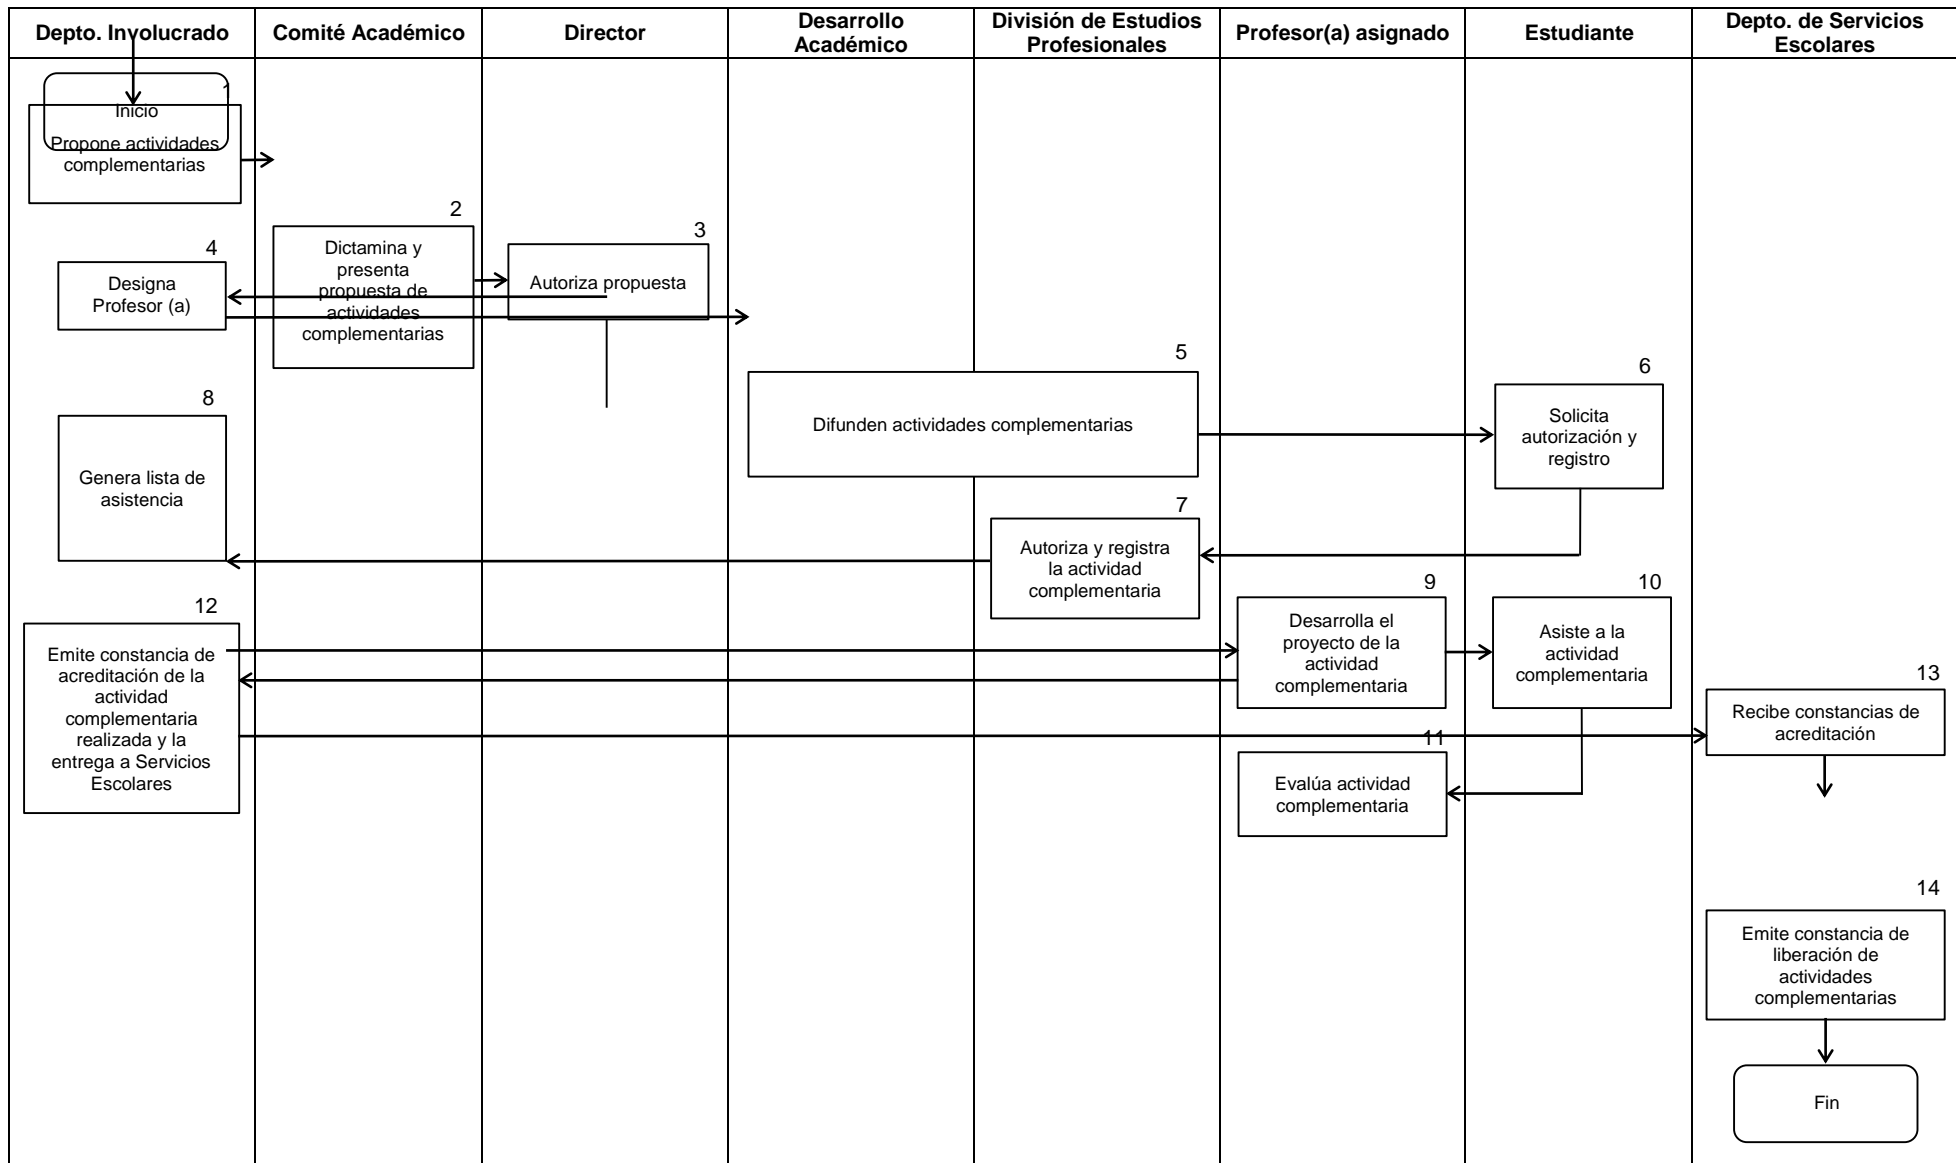 Depto. Involucrado
Comité Académico
Director
Desarrollo
Académico
División de Estudios
Profesionales
Profesor(a) asignado
Estudiante
Depto. de Servicios
Escolares
Inicio
Propone actividades
complementarias
2
Dictamina y
presenta
propuesta de
actividades
complementarias
3
Autoriza propuesta
4
Designa
Profesor (a)
5
Difunden actividades complementarias
6
Solicita
autorización y
registro
7
Autoriza y registra
la actividad
complementaria
8
Genera lista de
asistencia
9
Desarrolla el
proyecto de la
actividad
complementaria
10
Asiste a la
actividad
complementaria
11
Evalúa actividad
complementaria
12
Emite constancia de
acreditación de la
actividad
complementaria
realizada y la
entrega a Servicios
Escolares
13
Recibe constancias de
acreditación
14
Emite constancia de
liberación de
actividades
complementarias
Fin